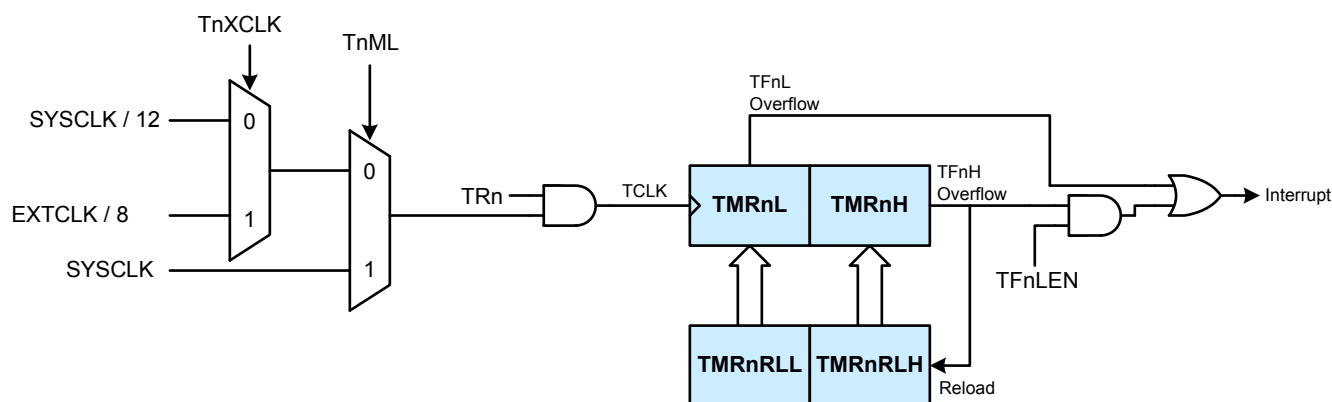 TnXCLK
TnML
SYSCLK / 12
0
EXTCLK / 8
1
SYSCLK
0
1
TRn
TCLK
TFnL
Overflow
TMRnL
TMRnH
TFnH
Overflow
Interrupt
TFnLEN
TMRnRLL
TMRnRLH
Reload